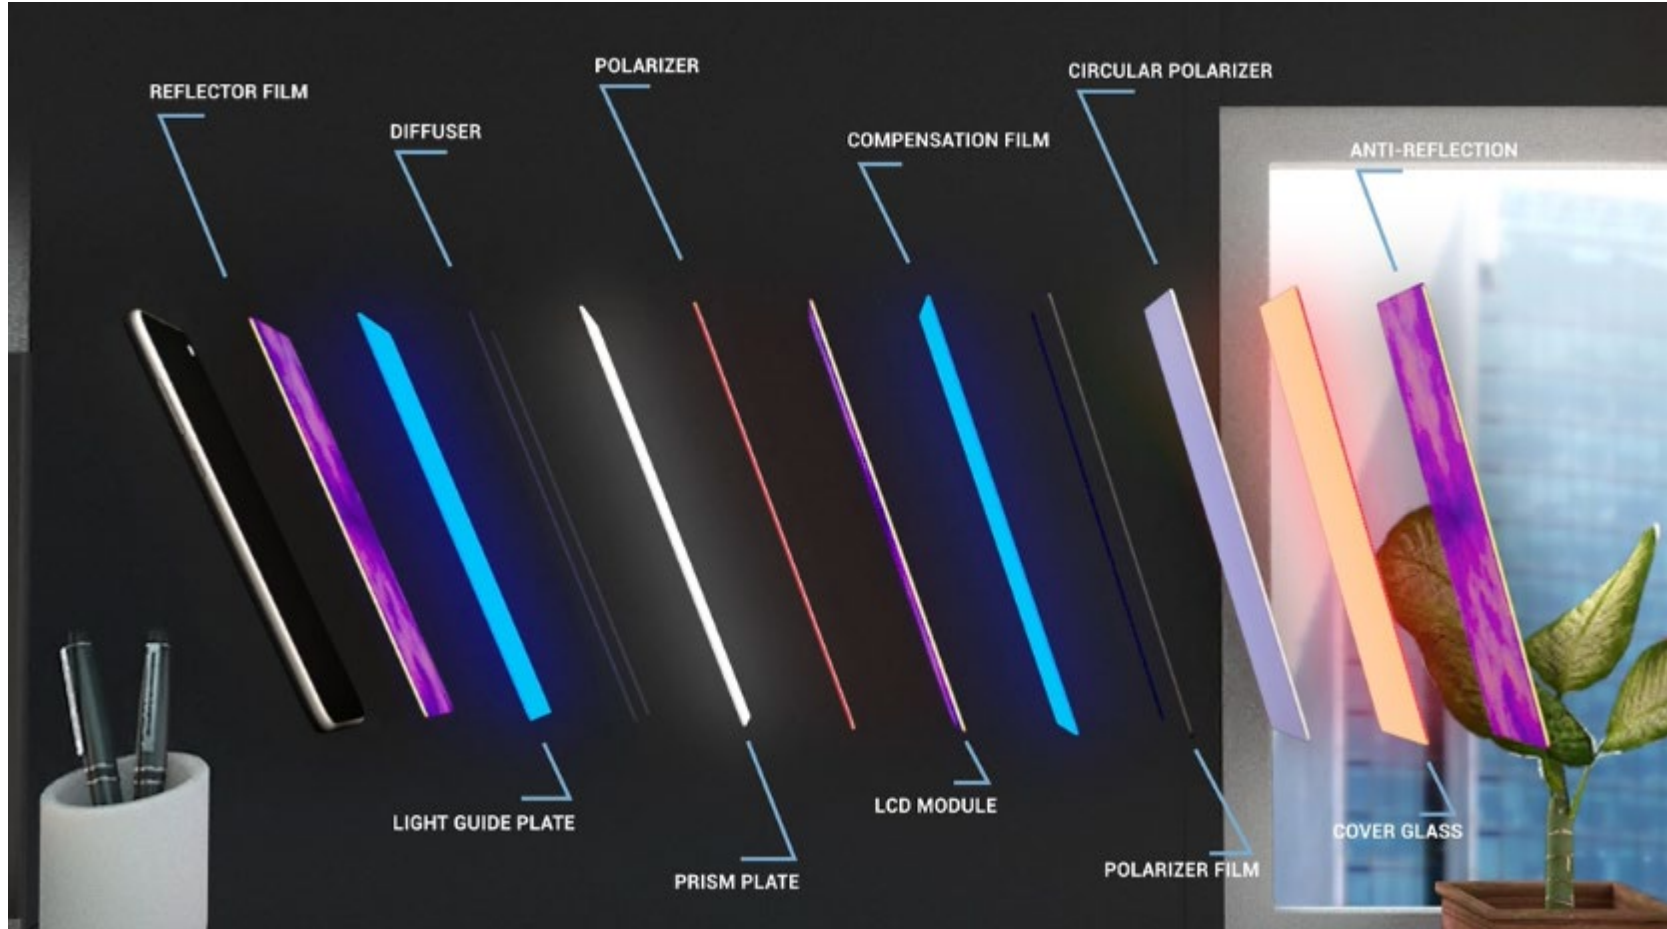 REFLECTOR FILM
DIFFUSER
POLARIZER
COMPENSATION FILM
CIRCULAR POLARIZER
ANTI-REFLECTION
LIGHT GUIDE PLATE
PRISM PLATE
LCD MODULE
POLARIZER FILM
COVER GLASS